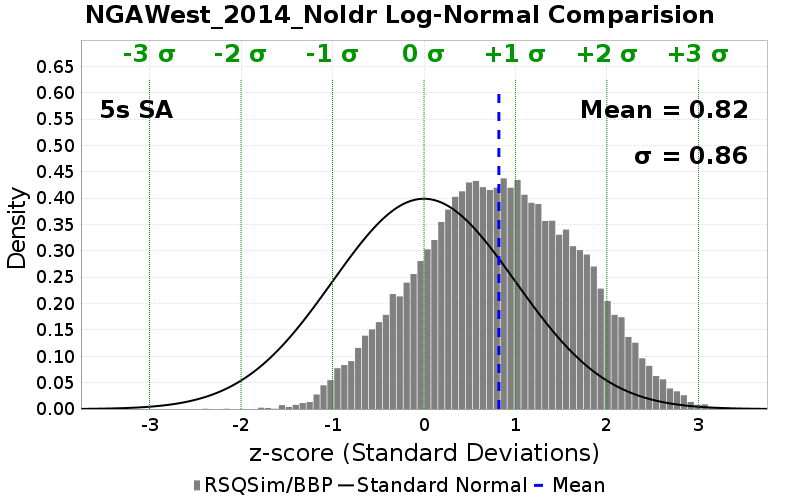 NGAWest_2014_NoIdr Log-Normal Comparision
-3 σ -2 σ -1 σ 0 σ +1 σ +2 σ +3 σ
5s SA
Mean = 0.82
σ = 0.86
Density
0.65
0.60
0.55
0.50
0.45
0.40
0.35
0.30
0.25
0.20
0.15
0.10
0.05
0.00
-3 -2 -1 0 1 2 3
z-score (Standard Deviations)
RSQSim/BBP Standard Normal Mean